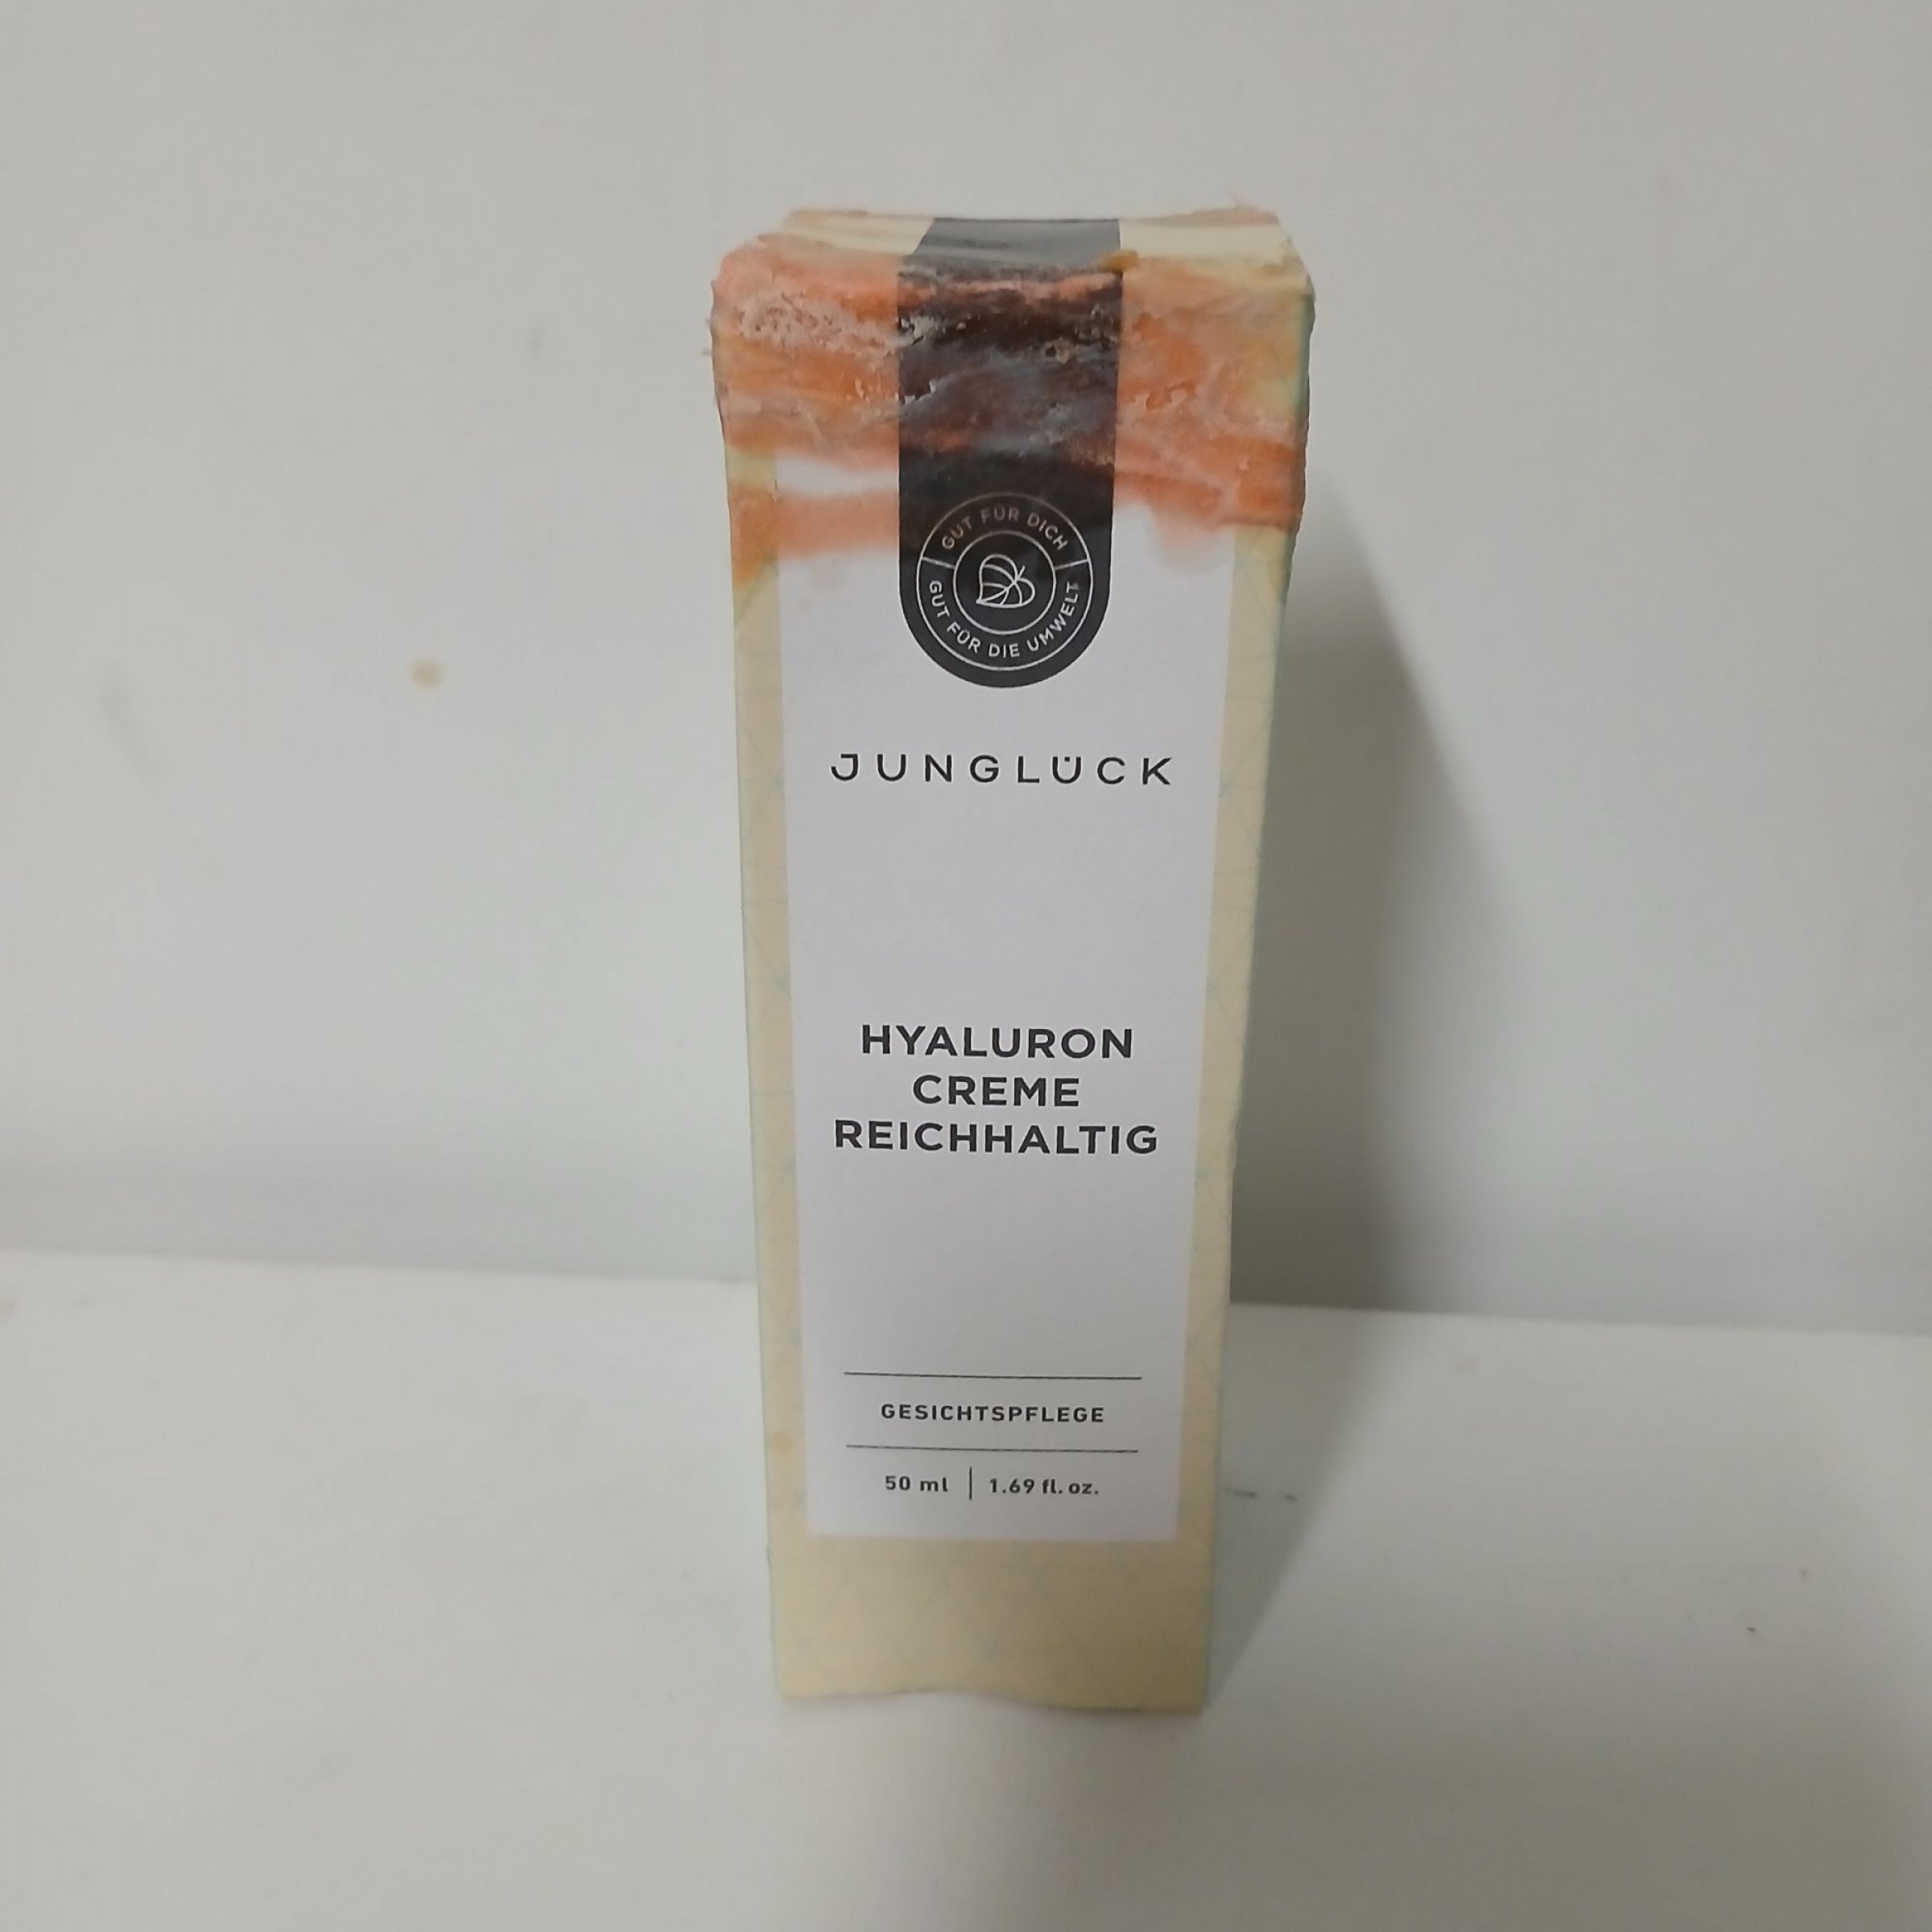 GUT FÜR DICH
GUT FÜR DIE UMWELT
JUNGLÜCK
HYALURON
CREME
REICHHALTIG
GESICHTSPFLEGE
50 ml | 1.69 fl. oz.